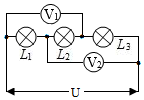 V₁
L₁ L₂ L₃
V₂
U